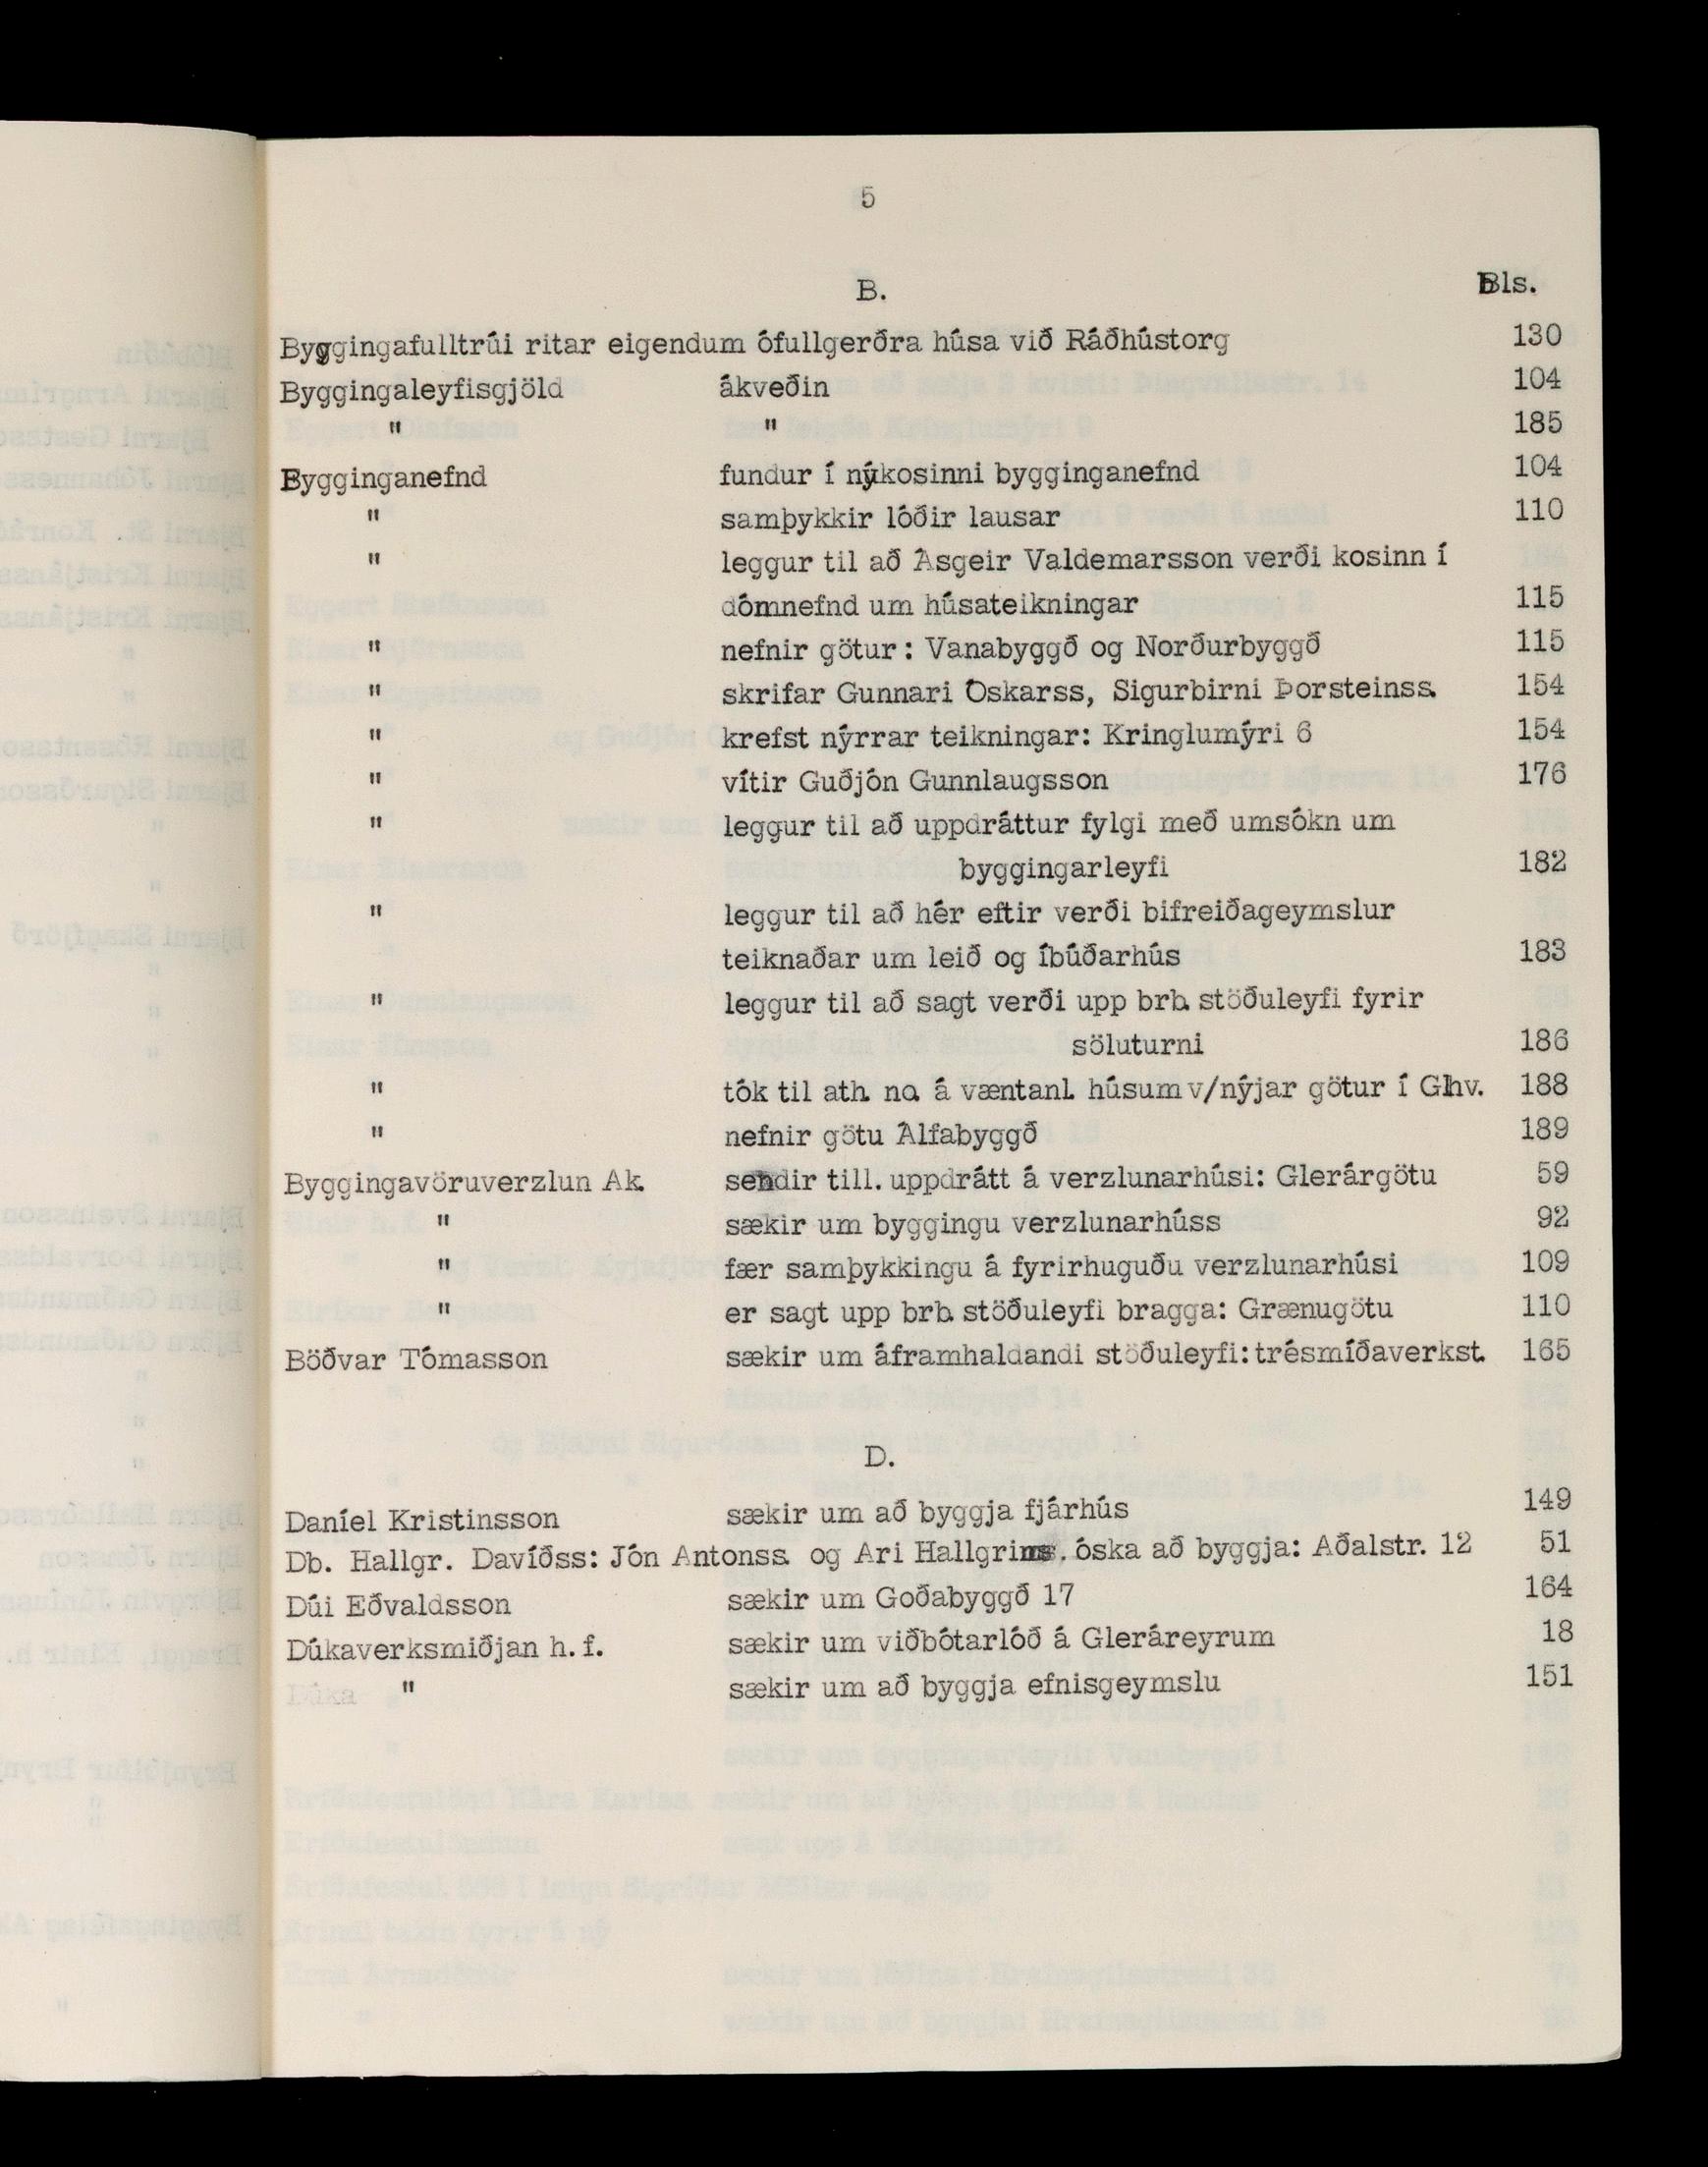 5
B. Bls.
Byggingafulltrúi ritar eigendum ófullgerðra húsa við Ráðhústorg 130
Byggingaleyfisgjöld ákveðin 104
" " 185
Bygginganefnd fundur í nýkosinni bygginganefnd 104
" samþykkir lóðir lausar 110
" leggur til að Ásgeir Valdemarsson verði kosinn í
dómnefnd um húsateikningar 115
" nefnir götur: Vanabyggð og Norðurbyggð 115
" skrifar Gunnari Óskarss, Sigurbirni Þorsteinss. 154
" krefst nýrrar teikningar: Kringlumýri 6 154
" vítir Guðjón Gunnlaugsson 176
" leggur til að uppdráttur fylgi með umsókn um
byggingarleyfi 182
" leggur til að hér eftir verði bifreiðageymslur
teiknaðar um leið og íbúðarhús 183
" leggur til að sagt verði upp brb. stöðuleyfi fyrir
söluturni 186
" tók til ath. no. á væntanl. húsum v/nýjar götur í Glhv. 188
" nefnir götu Álfabyggð 189
Byggingavöruverzlun Ak. sendir till. uppdrátt á verzlunarhúsi: Glerárgötu 59
" sækir um byggingu verzlunarhúss 92
" fær samþykkingu á fyrirhuguðu verzlunarhúsi 109
" er sagt upp brb. stöðuleyfi bragga: Grænugötu 110
Böðvar Tómasson sækir um áframhaldandi stöðuleyfi: trésmíðaverkst. 165
D.
Daníel Kristinsson sækir um að byggja fjárhús 149
Db. Hallgr. Davíðss: Jón Antonss. og Ari Hallgríms. óska að byggja: Aðalstr. 12 51
Dúi Eðvaldsson sækir um Goðabyggð 17 164
Dúkaverksmiðjan h.f. sækir um viðbótarlóð á Gleráreyrum 18
" sækir um að byggja efnisgeymslu 151